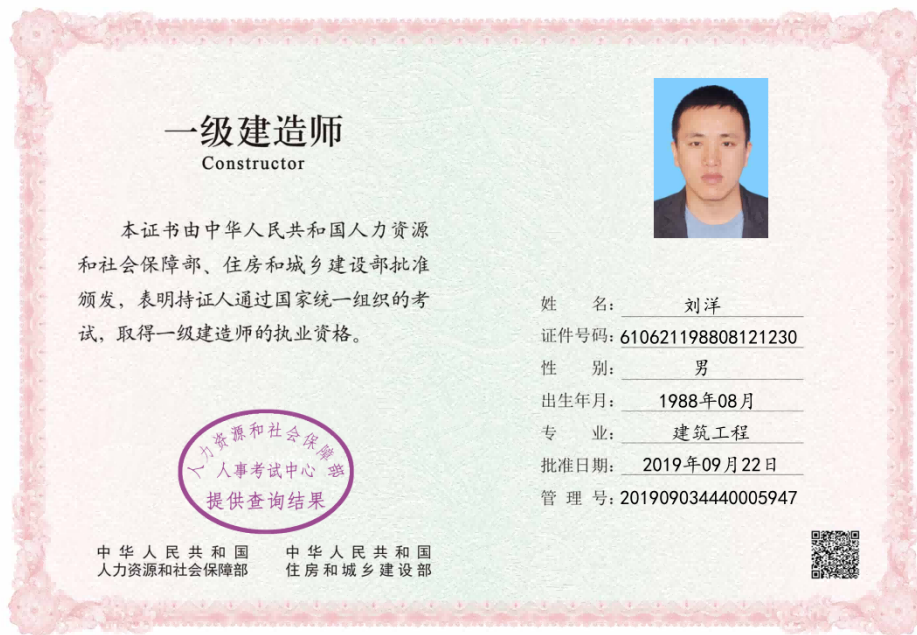 一级建造师
Constructor
本证书由中华人民共和国人力资源
和社会保障部、住房和城乡建设部批准
颁发，表明持证人通过国家统一组织的考
试，取得一级建造师的执业资格。
人力资源和社会保障部
人事考试中心
提供查询结果
中华人民共和国
人力资源和社会保障部
中华人民共和国
住房和城乡建设部
姓 名：刘洋
证件号码：610621198808121230
性 别：男
出生年月：1988年08月
专 业：建筑工程
批准日期：2019年09月22日
管 理 号：201909034440005947